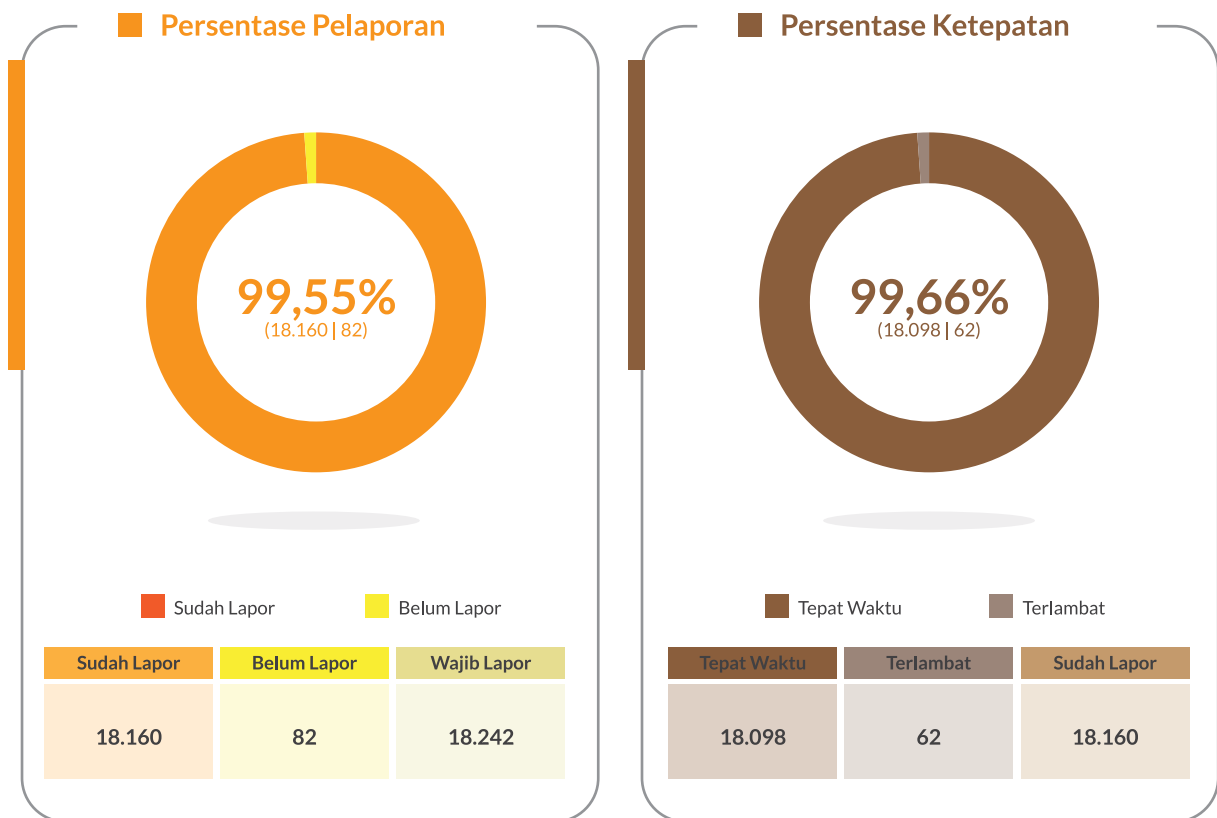 Persentase Pelaporan
99,55%
(18.160 | 82)
Sudah Lapor
Belum Lapor
Sudah Lapor
Belum Lapor
Wajib Lapor
18.160
82
18.242
Persentase Ketepatan
99,66%
(18.098 | 62)
Tepat Waktu
Terlambat
Tepat Waktu
Terlambat
Sudah Lapor
18.098
62
18.160